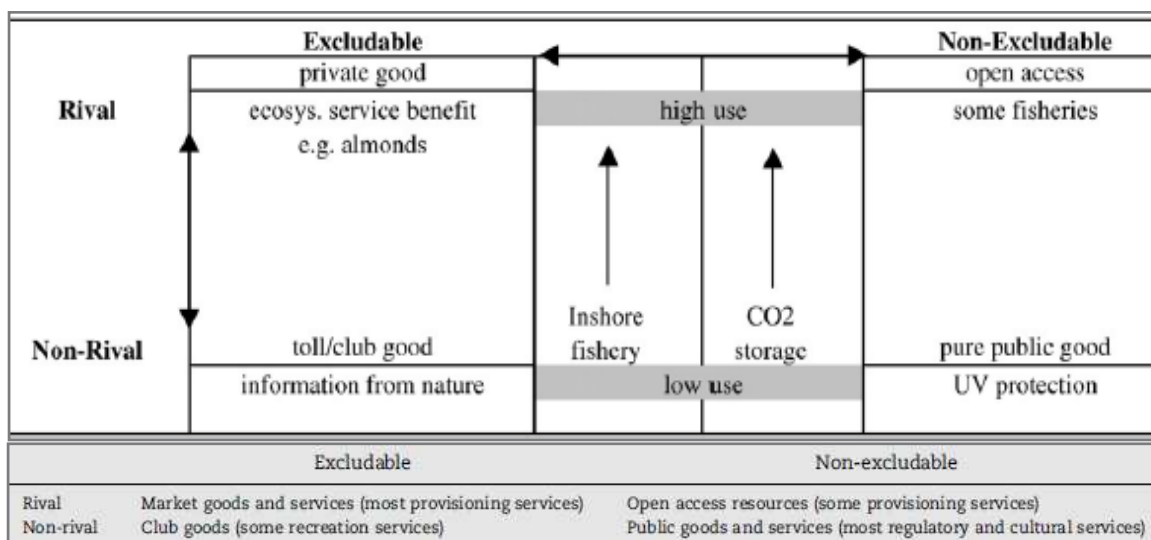 Excludable Non-Excludable
private good open access
Rival ecosys. service benefit high use some fisheries
e.g. almonds
Inshore CO2
Non-Rival toll/club good fishery storage pure public good
information from nature low use UV protection
Excludable Non-excludable
Rival Market goods and services (most provisioning services) Open access resources (some provisioning services)
Non-rival Club goods (some recreation services) Public goods and services (most regulatory and cultural services)